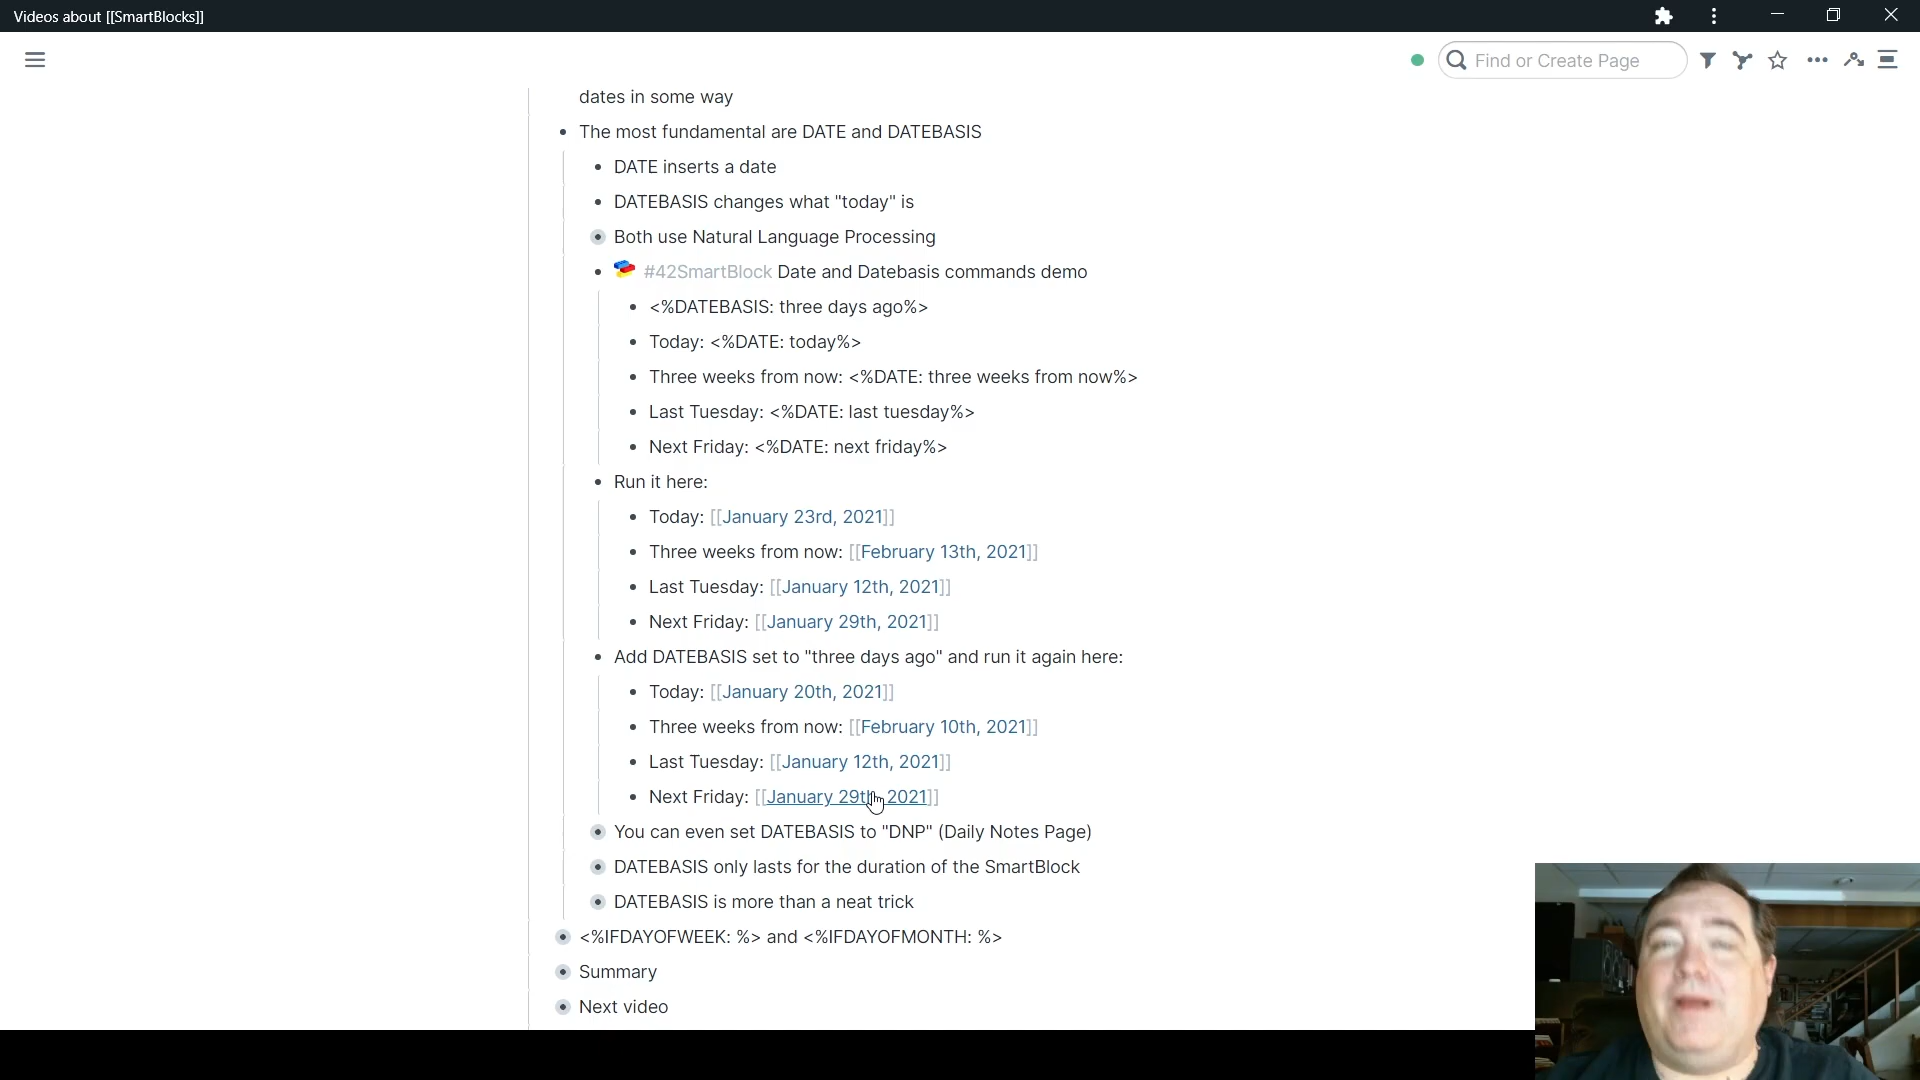 Videos about [[SmartBlocks]]
Find or Create Page
dates in some way
The most fundamental are DATE and DATEBASIS
DATE inserts a date
DATEBASIS changes what "today" is
Both use Natural Language Processing
#42SmartBlock Date and Datebasis commands demo
<%DATEBASIS: three days ago%>
Today: <%DATE: today%>
Three weeks from now: <%DATE: three weeks from now%>
Last Tuesday: <%DATE: last tuesday%>
Next Friday: <%DATE: next friday%>
Run it here:
Today: [[January 23rd, 2021]]
Three weeks from now: [[February 13th, 2021]]
Last Tuesday: [[January 12th, 2021]]
Next Friday: [[January 29th, 2021]]
Add DATEBASIS set to "three days ago" and run it again here:
Today: [[January 20th, 2021]]
Three weeks from now: [[February 10th, 2021]]
Last Tuesday: [[January 12th, 2021]]
Next Friday: [[January 29th, 2021]]
You can even set DATEBASIS to "DNP" (Daily Notes Page)
DATEBASIS only lasts for the duration of the SmartBlock
DATEBASIS is more than a neat trick
<%IFDAYOFWEEK: %> and <%IFDAYOFMONTH: %>
Summary
Next video